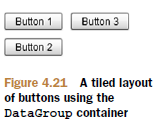 Button 1 Button 3
Button 2
Figure 4.21 A tiled layout
of buttons using the
DataGroup container